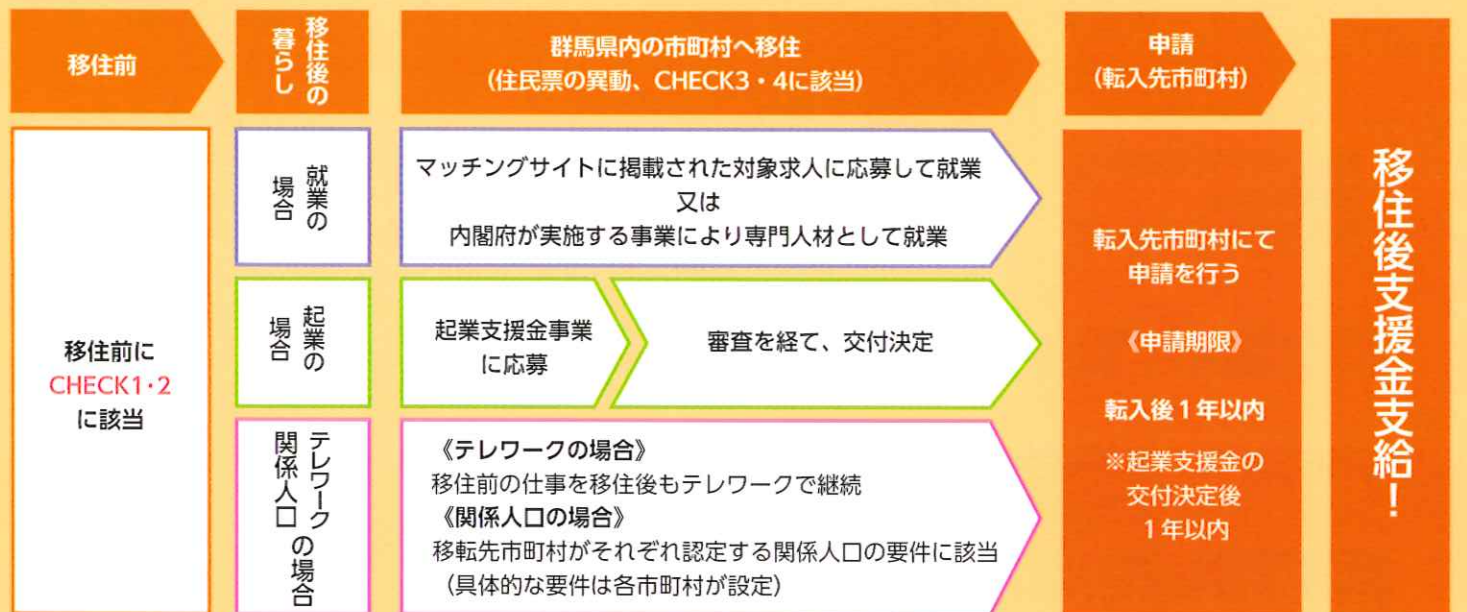 移住前
移住後の
暮らし
群馬県内の市町村へ移住
(住民票の異動、CHECK3・4に該当)
申請
(転入先市町村)
移住前に
CHECK1・2
に該当
就業の
場合
マッチングサイトに掲載された対象求人に応募して就業
又は
内閣府が実施する事業により専門人材として就業
起業の
場合
起業支援金事業
に応募
審査を経て、交付決定
テレワーク
関係人口
の場合
《テレワークの場合》
移住前の仕事を移住後もテレワークで継続
《関係人口の場合》
移転先市町村がそれぞれ認定する関係人口の要件に該当
(具体的な要件は各市町村が設定)
転入先市町村にて
申請を行う
《申請期限》
転入後1年以内
※起業支援金の
交付決定後
1年以内
移住後支援金支給!